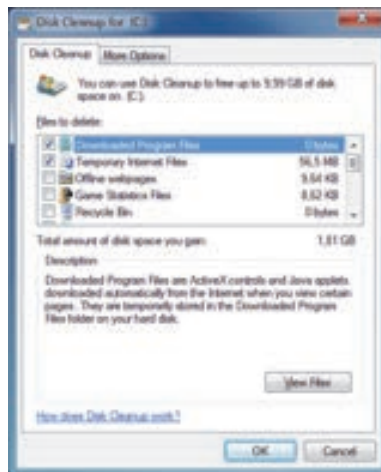 Disk Cleanup for (C:)
Disk Cleanup
More Options
You can use Disk Cleanup to free up to 9,99 GB of disk
space on (C:).
Files to delete:
Downloaded Program Files 0 bytes
Temporary Internet Files 56,5 MB
Offline webpages 9,64 KB
Game Statistics Files 8,62 KB
Recycle Bin 0 bytes
Total amount of disk space you gain: 1,81 GB
Description
Downloaded Program Files are ActiveX controls and Java applets
downloaded automatically from the Internet when you view certain
pages. They are temporarily stored in the Downloaded Program
Files folder on your hard disk.
View Files
How does Disk Cleanup work?
OK
Cancel